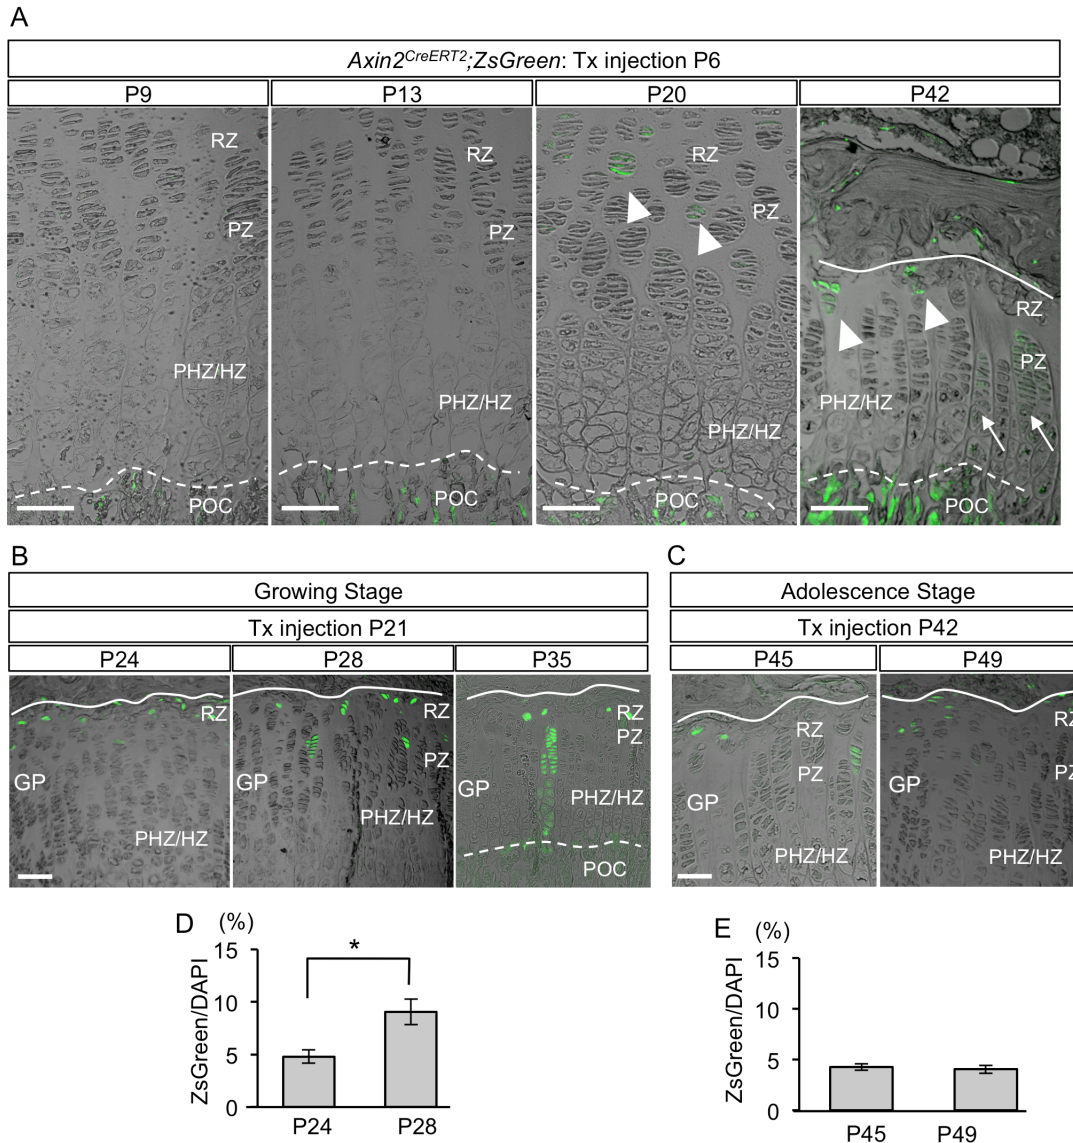 A
Axin2CreERT2;ZsGreen: Tx injection P6
P9 P13 P20 P42
RZ PZ PHZ/HZ POC
RZ PZ PHZ/HZ POC
RZ PZ PHZ/HZ POC
RZ PZ PHZ/HZ POC
B
Growing Stage
Tx injection P21
P24 P28 P35
RZ GP PHZ/HZ
RZ PZ PHZ/HZ
RZ PZ GP PHZ/HZ POC
C
Adolescence Stage
Tx injection P42
P45 P49
RZ PZ GP PHZ/HZ
RZ PZ GP PHZ/HZ
D (%)
ZsGreen/DAPI
15
10
5
0
*
P24 P28
E (%)
ZsGreen/DAPI
15
10
5
0
P45 P49